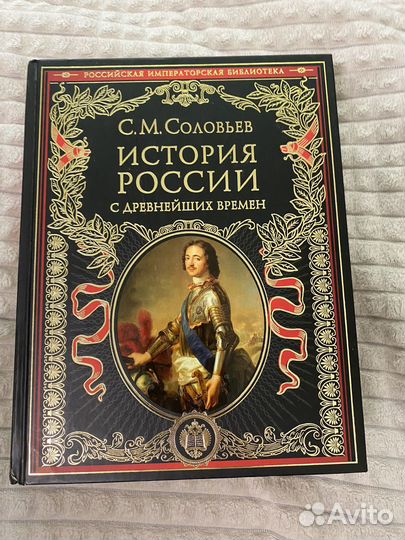 РОССИЙСКАЯ ИМПЕРАТОРСКАЯ БИБЛИОТЕКА
С. М. СОЛОВЬЕВ
ИСТОРИЯ
РОССИИ
С ДРЕВНЕЙШИХ ВРЕМЕН
Avito